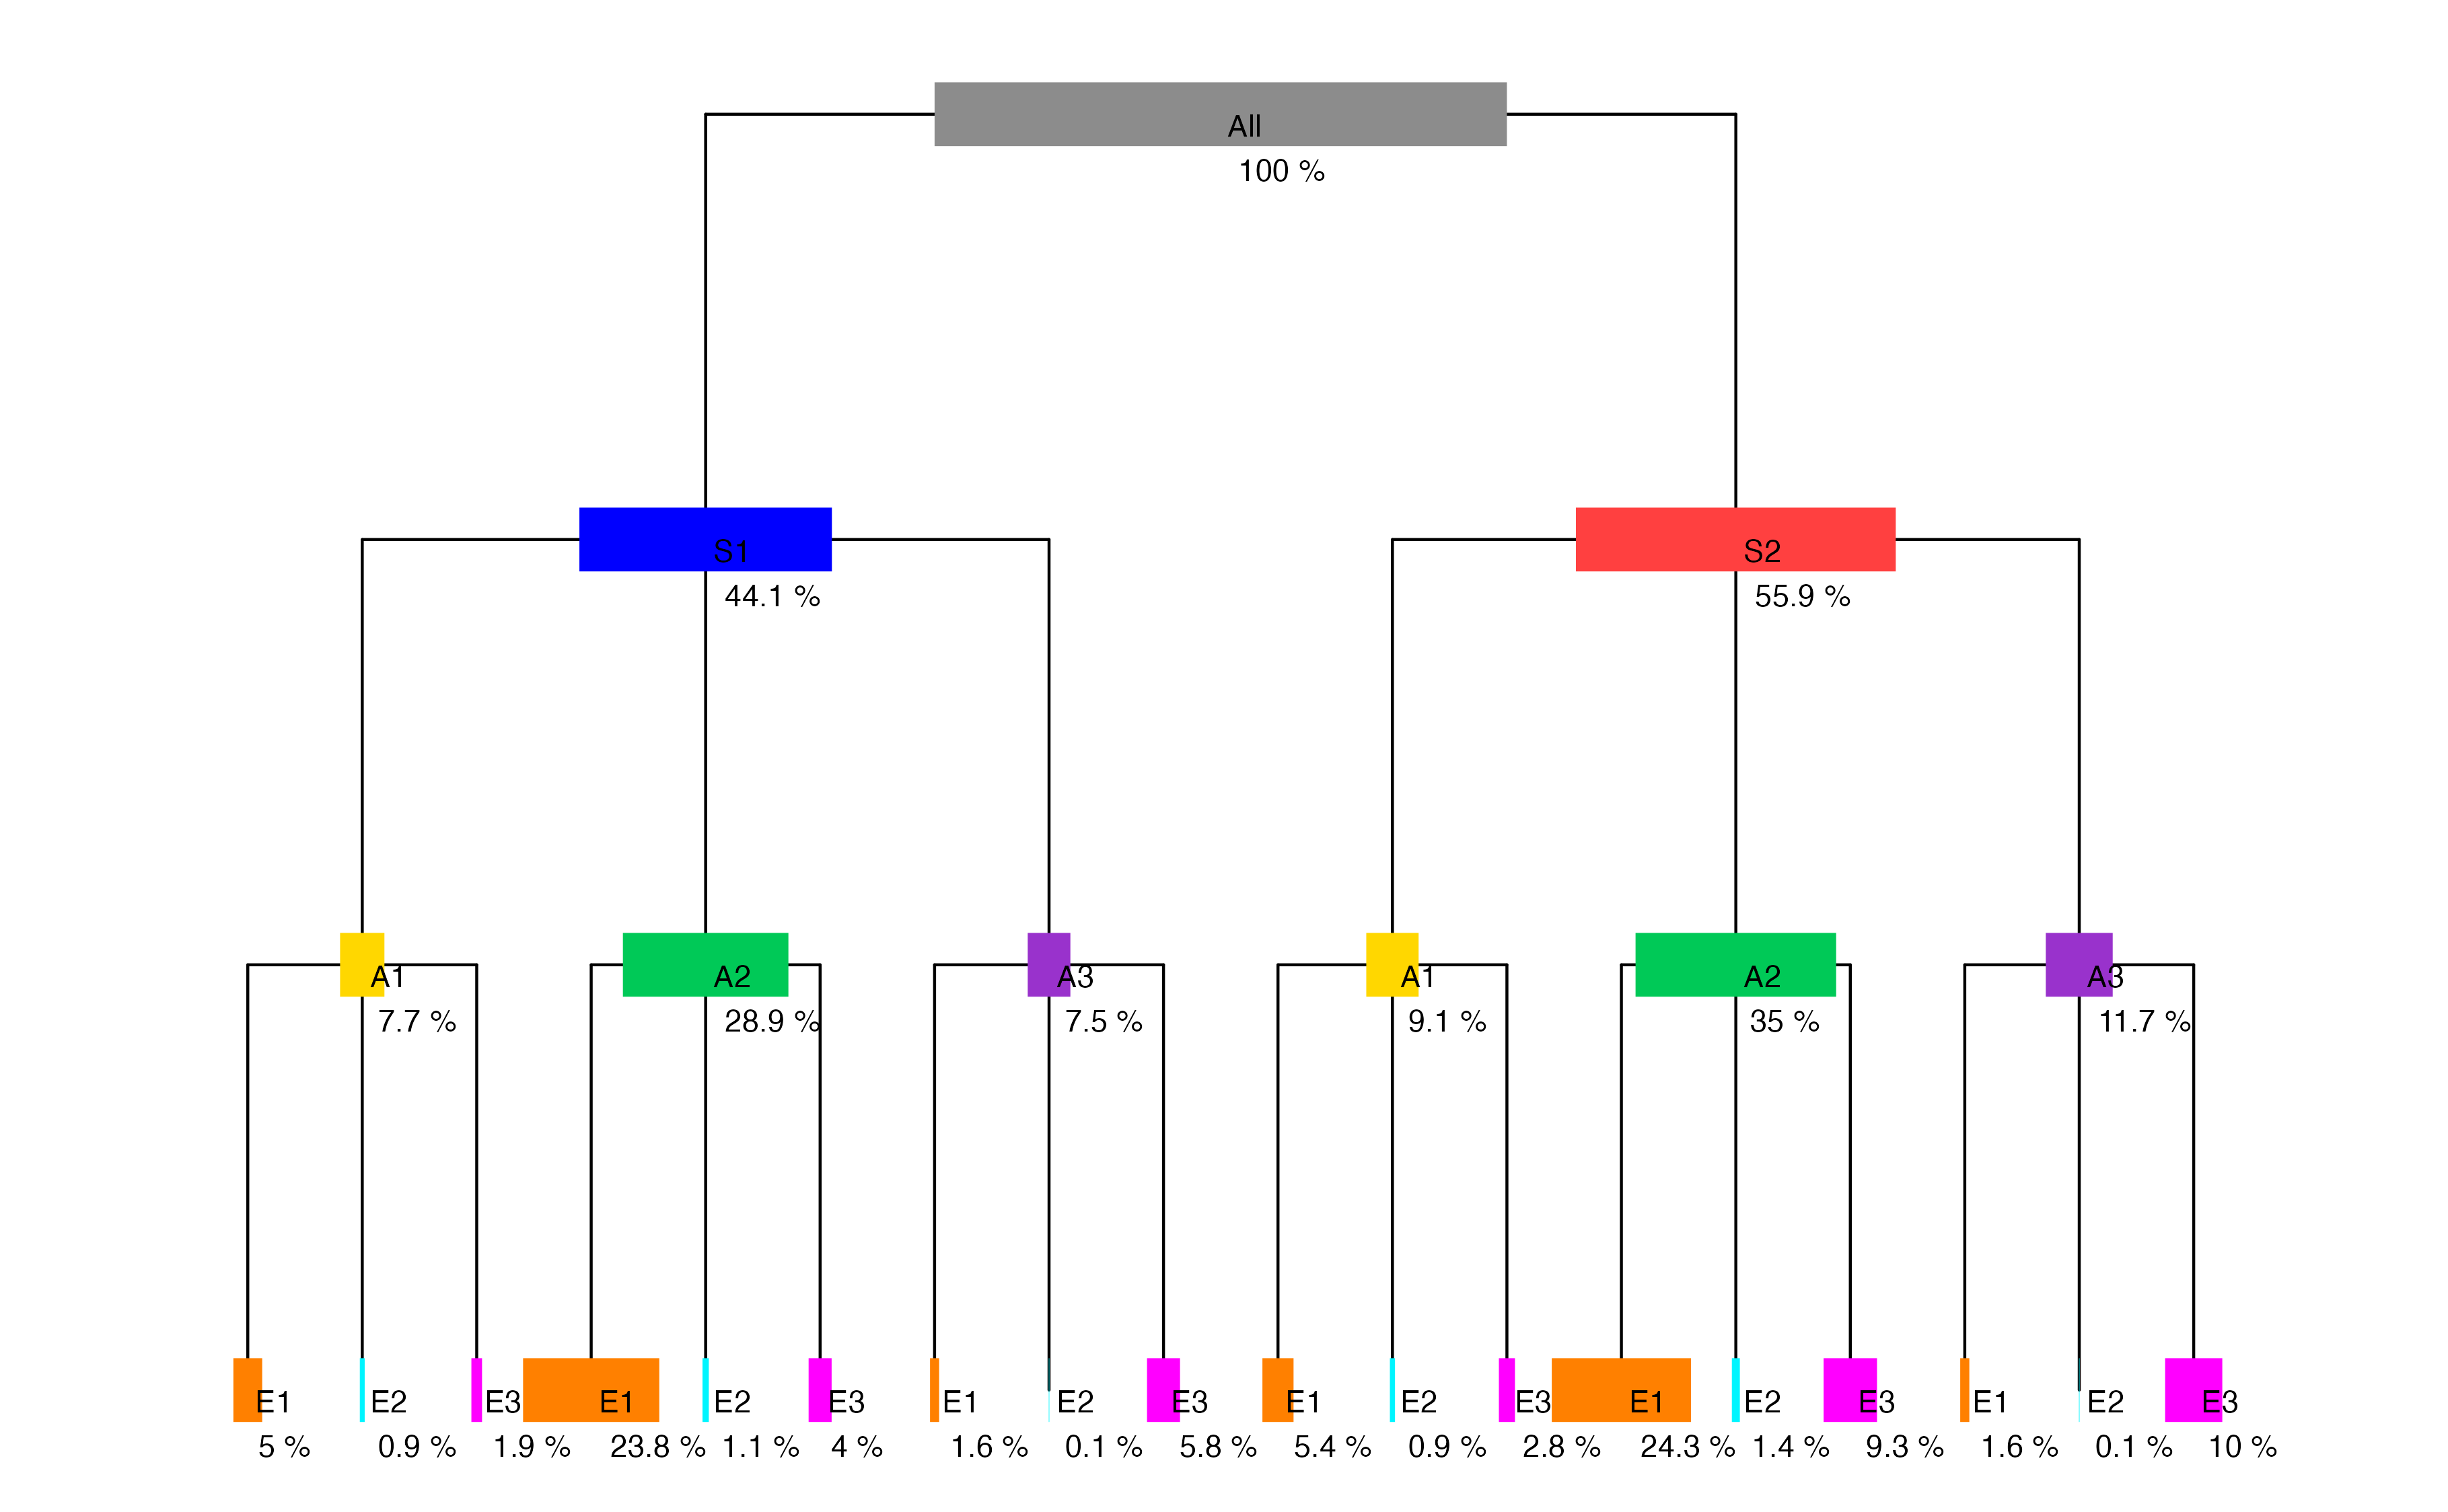 All
100 %
S1 S2
44.1 % 55.9 %
A1 A2 A3 A1 A2 A3
7.7 % 28.9 % 7.5 % 9.1 % 35 % 11.7 %
E1 E2 E3 E1 E2 E3 E1 E2 E3 E1 E2 E3 E1 E2 E3 E1 E2 E3
5 % 0.9 % 1.9 % 23.8 % 1.1 % 4 % 1.6 % 0.1 % 5.8 % 5.4 % 0.9 % 2.8 % 24.3 % 1.4 % 9.3 % 1.6 % 0.1 % 10 %